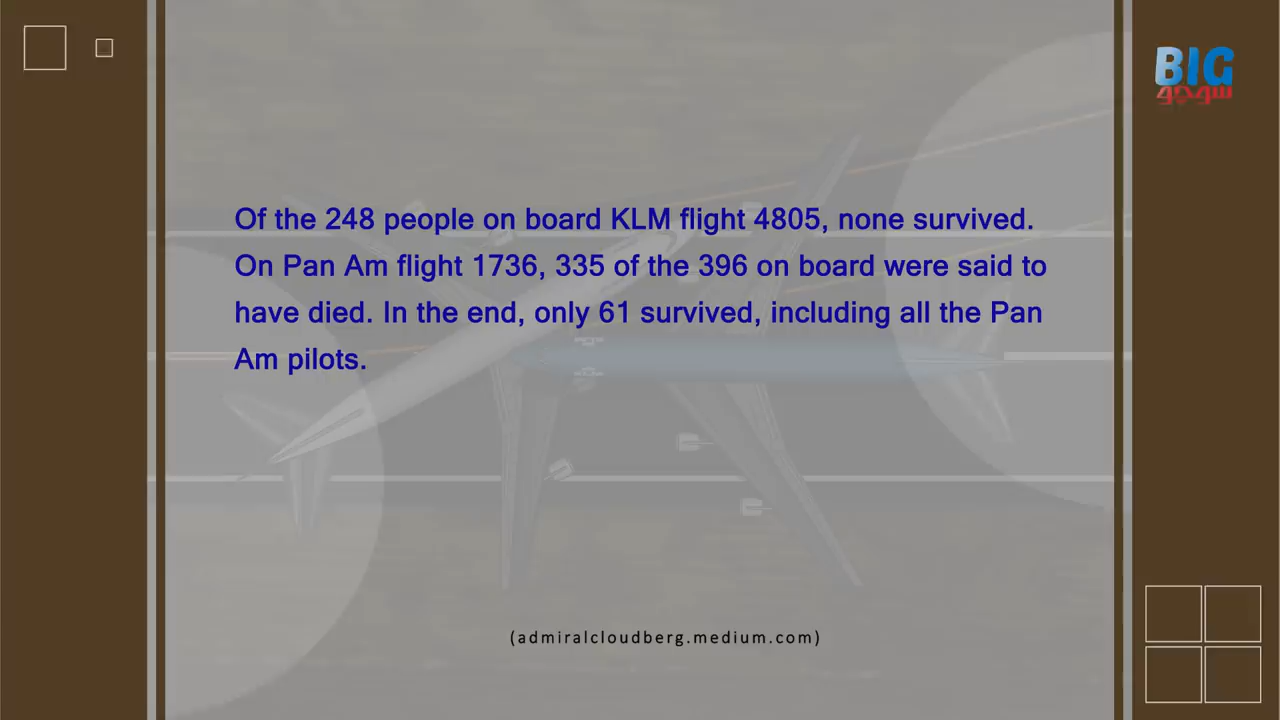 BIG
سوچو
Of the 248 people on board KLM flight 4805, none survived.
On Pan Am flight 1736, 335 of the 396 on board were said to
have died. In the end, only 61 survived, including all the Pan
Am pilots.
(admiralcloudberg.medium.com)